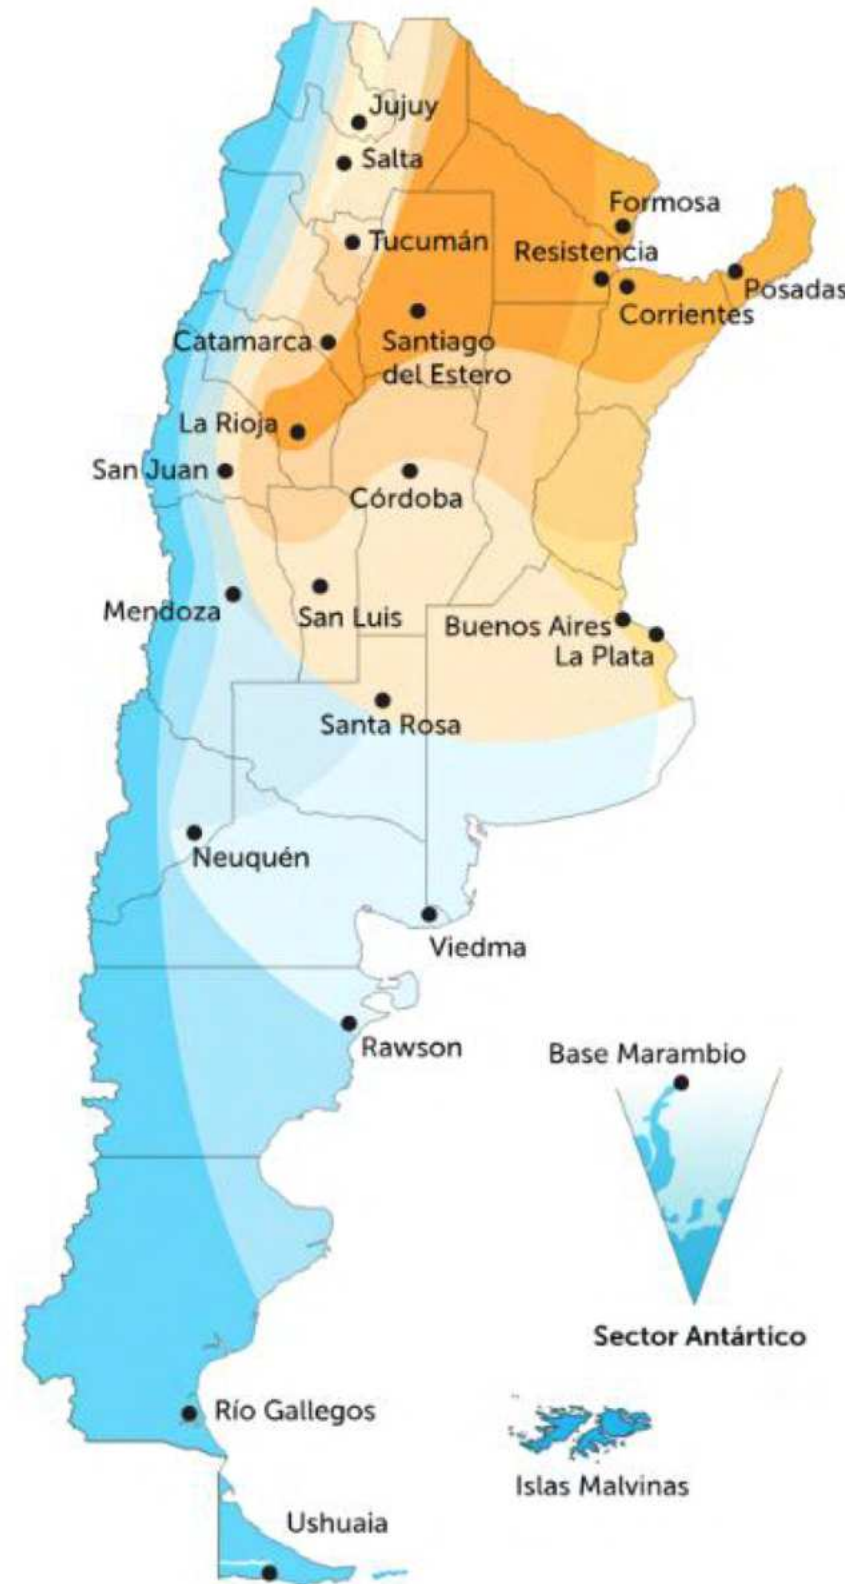 Jujuy
Salta
Formosa
Tucumán
Resistencia
Posadas
Corrientes
Catamarca
Santiago
del Estero
La Rioja
San Juan
Córdoba
Mendoza
San Luis
Buenos Aires
La Plata
Santa Rosa
Neuquén
Viedma
Rawson
Base Marambio
Sector Antártico
Río Gallegos
Islas Malvinas
Ushuaia